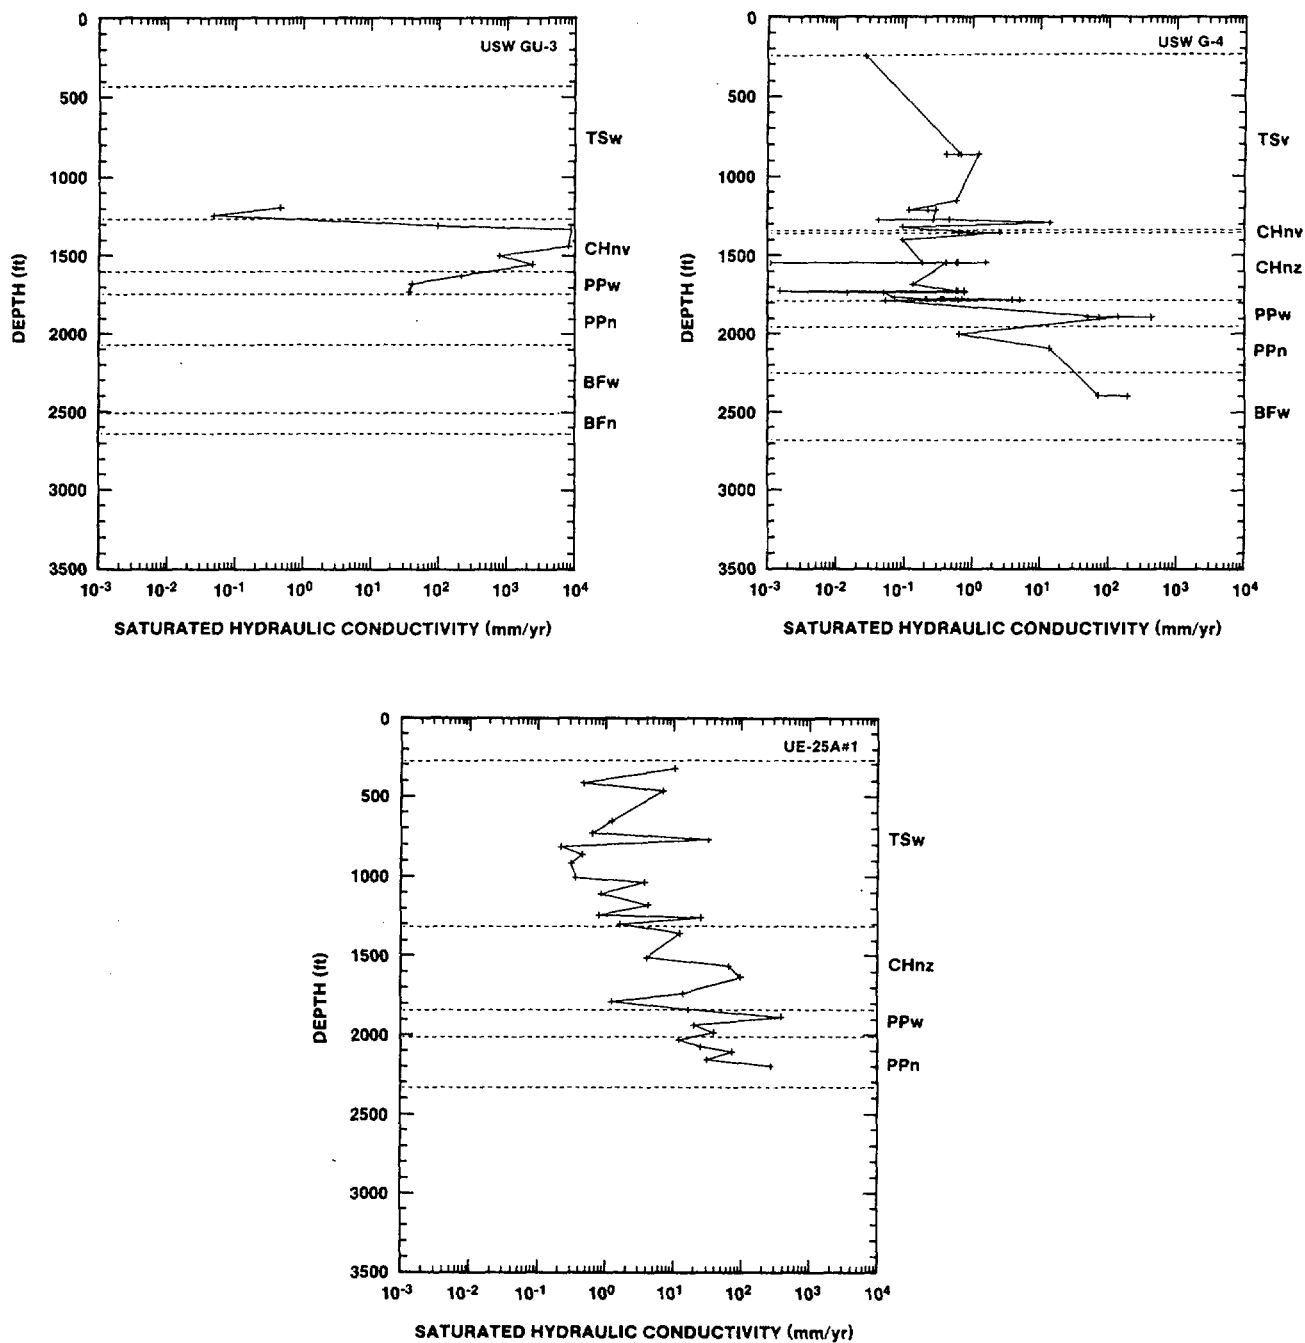 USW GU-3
0
500
1000
1500
2000
2500
3000
3500
DEPTH (ft)
TSw
CHnv
PPw
PPn
BFw
BFn
10-3 10-2 10-1 100 101 102 103 104
SATURATED HYDRAULIC CONDUCTIVITY (mm/yr)
USW G-4
0
500
1000
1500
2000
2500
3000
3500
DEPTH (ft)
TSv
CHnv
CHnz
PPw
PPn
BFw
10-3 10-2 10-1 100 101 102 103 104
SATURATED HYDRAULIC CONDUCTIVITY (mm/yr)
UE-25A#1
0
500
1000
1500
2000
2500
3000
3500
DEPTH (ft)
TSw
CHnz
PPw
PPn
10-3 10-2 10-1 100 101 102 103 104
SATURATED HYDRAULIC CONDUCTIVITY (mm/yr)